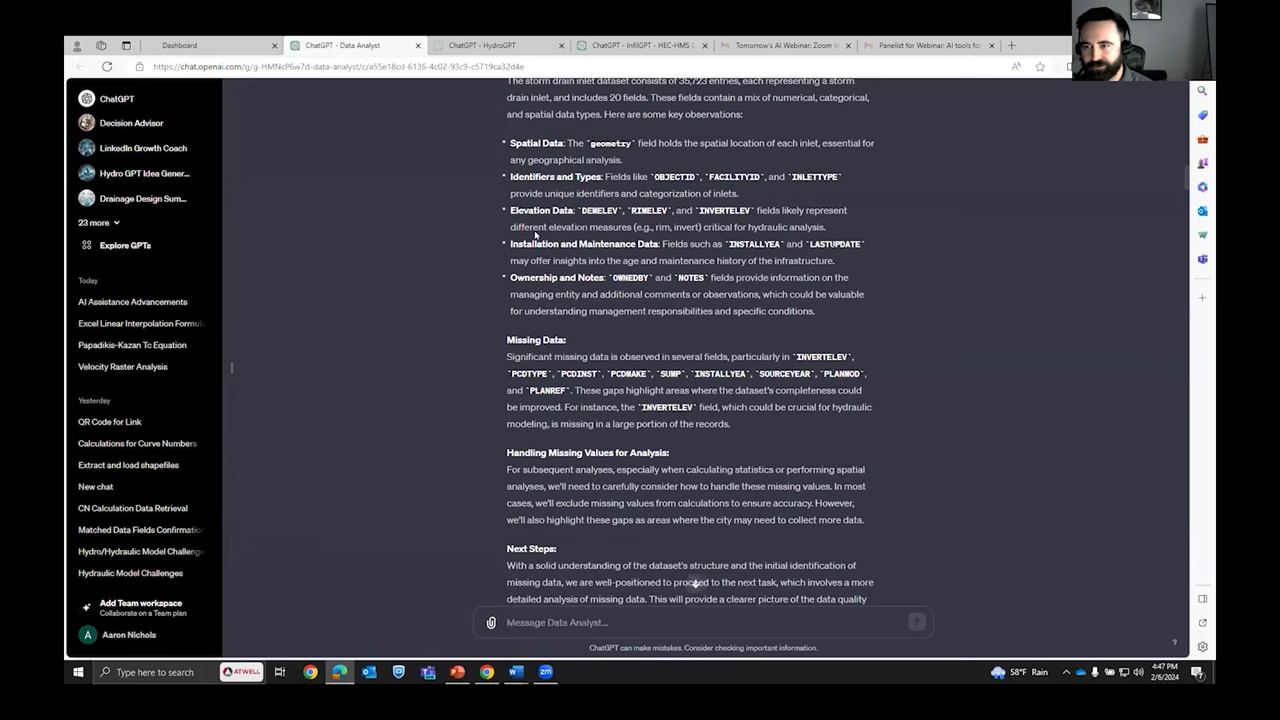 Dashboard
ChatGPT - Data Analyst
ChatGPT - HydroGPT
ChatGPT - InfilGPT - HEC-HMS C
Tomorrow's AI Webinar: Zoom l
Panelist for Webinar: AI tools fo
https://chat.openai.com/g/g-HMNcP6w7d-data-analyst/c/a55e18cd-6136-4c02-93c9-c5719ca32d4e
ChatGPT
Decision Advisor
LinkedIn Growth Coach
Hydro GPT Idea Gener...
Drainage Design Sum...
23 more
Explore GPTs
Today
AI Assistance Advancements
Excel Linear Interpolation Formul
Papadikis-Kazan Tc Equation
Velocity Raster Analysis
Yesterday
QR Code for Link
Calculations for Curve Numbers
Extract and load shapefiles
New chat
CN Calculation Data Retrieval
Matched Data Fields Confirmatio
Hydro/Hydraulic Model Challenge
Hydraulic Model Challenges
Add Team workspace
Collaborate on a Team plan
Aaron Nichols
The storm drain inlet dataset consists of 35,723 entries, each representing a storm
drain inlet, and includes 20 fields. These fields contain a mix of numerical, categorical,
and spatial data types. Here are some key observations:
• Spatial Data: The `geometry` field holds the spatial location of each inlet, essential for
any geographical analysis.
• Identifiers and Types: Fields like `OBJECTID`, `FACILITYID`, and `INLETTYPE`
provide unique identifiers and categorization of inlets.
• Elevation Data: `DEMELEV`, `RIMELEV`, and `INVERTELEV` fields likely represent
different elevation measures (e.g., rim, invert) critical for hydraulic analysis.
• Installation and Maintenance Data: Fields such as `INSTALLYEA` and `LASTUPDATE`
may offer insights into the age and maintenance history of the infrastructure.
• Ownership and Notes: `OWNEDBY` and `NOTES` fields provide information on the
managing entity and additional comments or observations, which could be valuable
for understanding management responsibilities and specific conditions.
Missing Data:
Significant missing data is observed in several fields, particularly in `INVERTELEV`,
`PCDTYPE`, `PCDINST`, `PCDMAKE`, `SUMP`, `INSTALLYEA`, `SOURCEYEAR`, `PLANMOD`,
and `PLANREF`. These gaps highlight areas where the dataset's completeness could
be improved. For instance, the `INVERTELEV` field, which could be crucial for hydraulic
modeling, is missing in a large portion of the records.
Handling Missing Values for Analysis:
For subsequent analyses, especially when calculating statistics or performing spatial
analyses, we'll need to carefully consider how to handle these missing values. In most
cases, we'll exclude missing values from calculations to ensure accuracy. However,
we'll also highlight these gaps as areas where the city may need to collect more data.
Next Steps:
With a solid understanding of the dataset's structure and the initial identification of
missing data, we are well-positioned to proceed to the next task, which involves a more
detailed analysis of missing data. This will provide a clearer picture of the data quality
Message Data Analyst...
ChatGPT can make mistakes. Consider checking important information.
?
Type here to search
ATWELL
58°F Rain
4:47 PM
2/6/2024